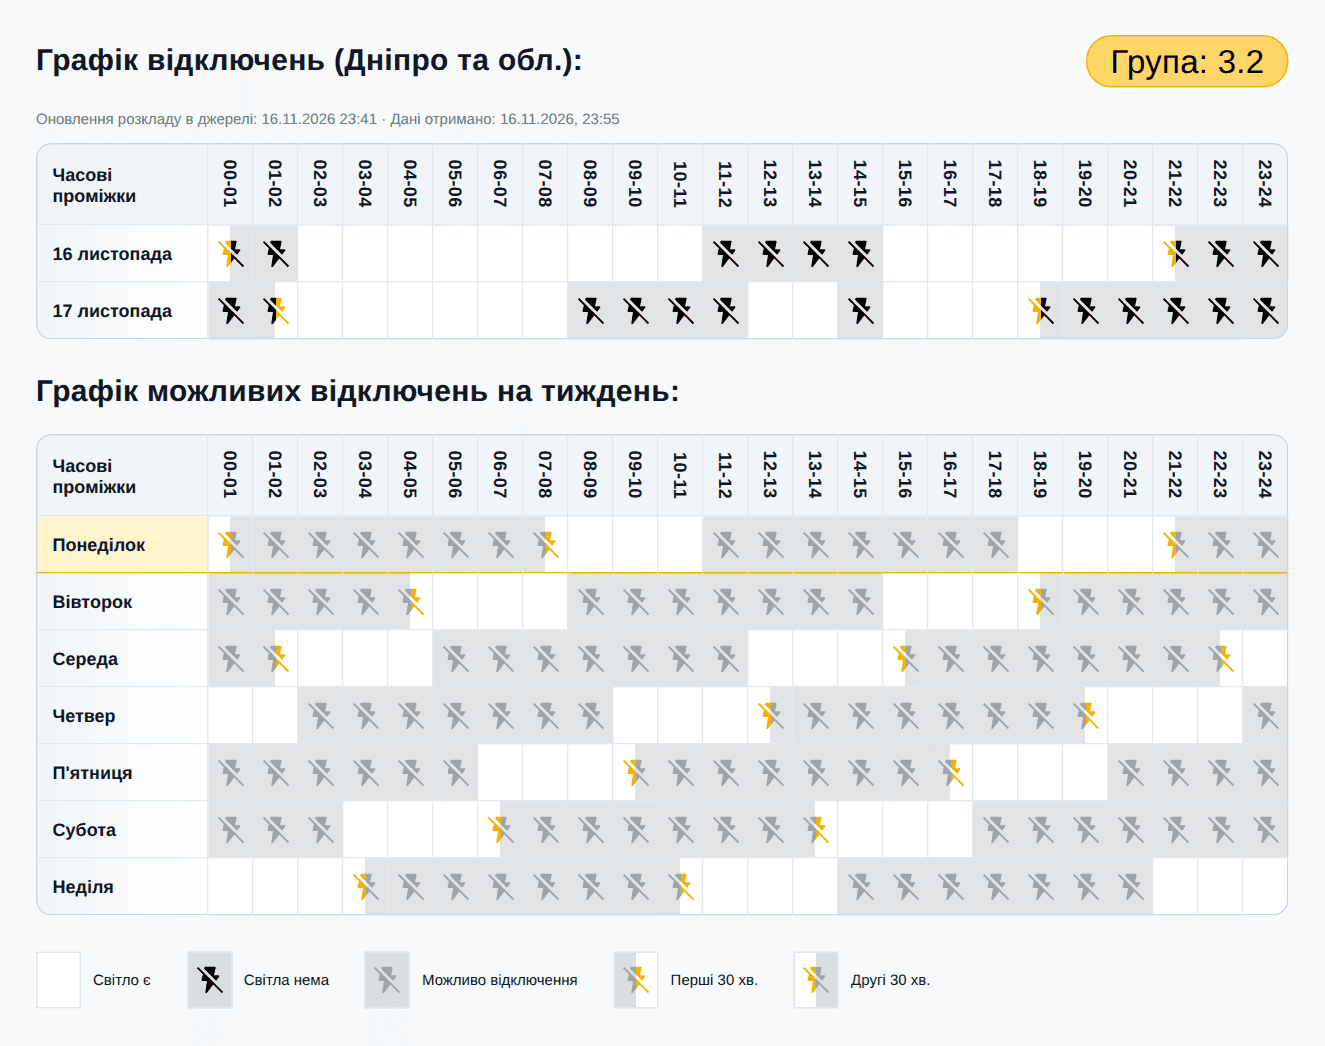 Графік відключень (Дніпро та обл.):
Група: 3.2
Оновлення розкладу в джерелі: 16.11.2026 23:41 · Дані отримано: 16.11.2026, 23:55
Часові проміжки 00-01 01-02 02-03 03-04 04-05 05-06 06-07 07-08 08-09 09-10 10-11 11-12 12-13 13-14 14-15 15-16 16-17 17-18 18-19 19-20 20-21 21-22 22-23 23-24
16 листопада
17 листопада
Графік можливих відключень на тиждень:
Часові проміжки 00-01 01-02 02-03 03-04 04-05 05-06 06-07 07-08 08-09 09-10 10-11 11-12 12-13 13-14 14-15 15-16 16-17 17-18 18-19 19-20 20-21 21-22 22-23 23-24
Понеділок
Вівторок
Середа
Четвер
П'ятниця
Субота
Неділя
Світло є Світла нема Можливо відключення Перші 30 хв. Другі 30 хв.